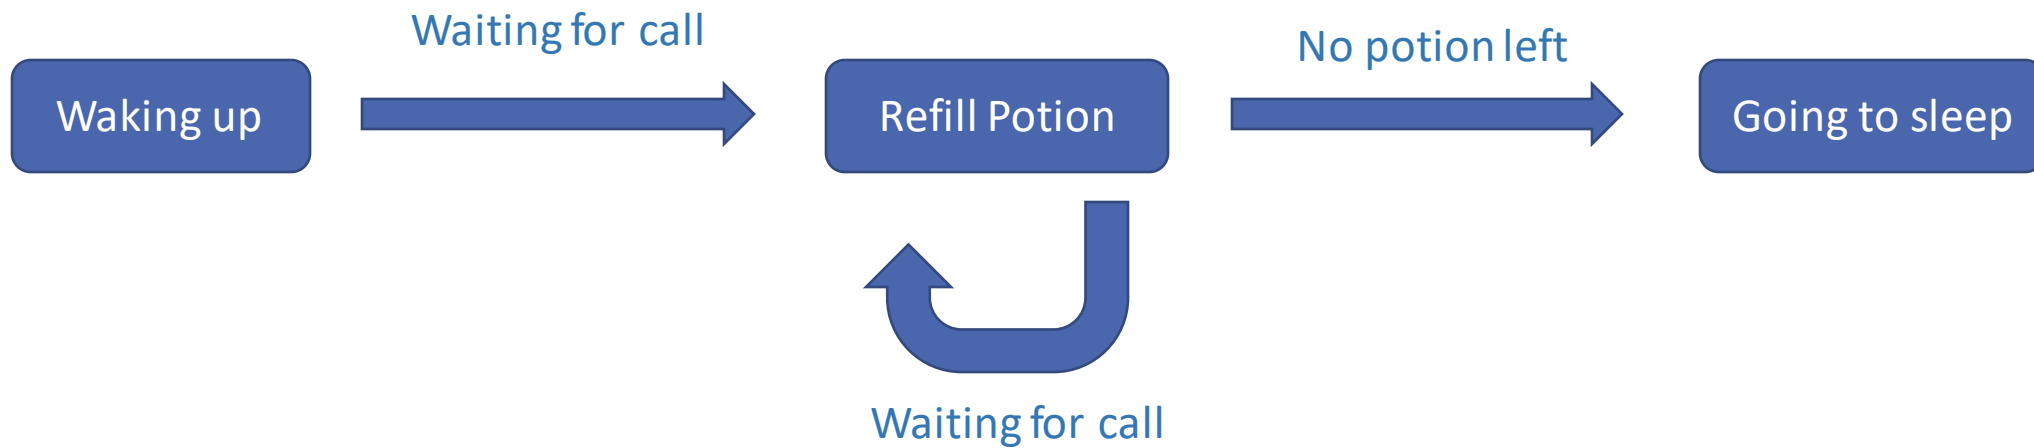 Waiting for call
No potion left
Waking up
Refill Potion
Going to sleep
Waiting for call